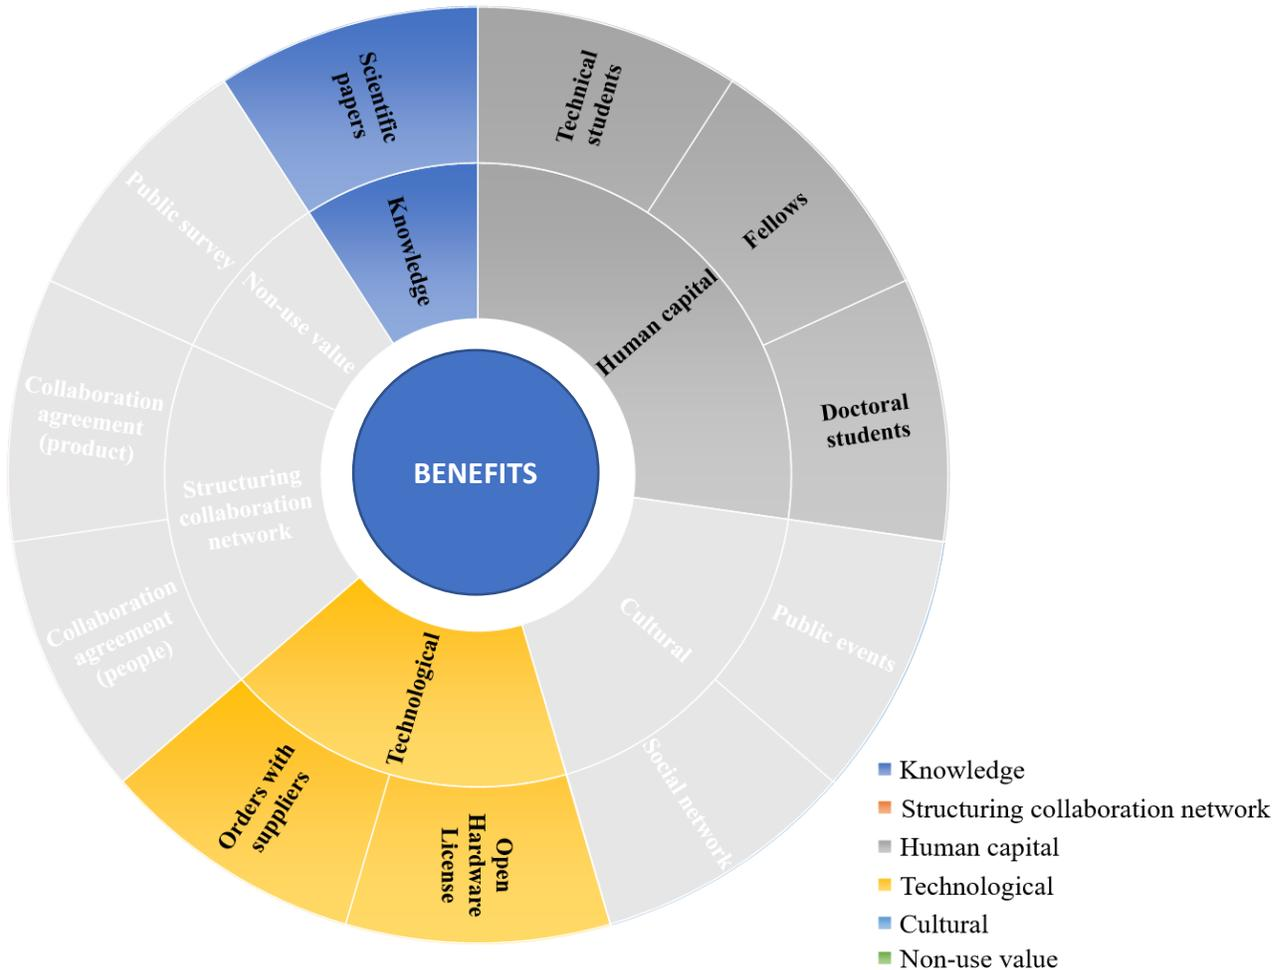 Scientific
papers
Knowledge
Technical
students
Fellows
Human capital
Doctoral
students
Public survey
Non-use value
Collaboration
agreement
(product)
Structuring
collaboration
network
BENEFITS
Collaboration
agreement
(people)
Cultural
Public events
Social network
Technological
Orders with
suppliers
Open
Hardware
License
Knowledge
Structuring collaboration network
Human capital
Technological
Cultural
Non-use value